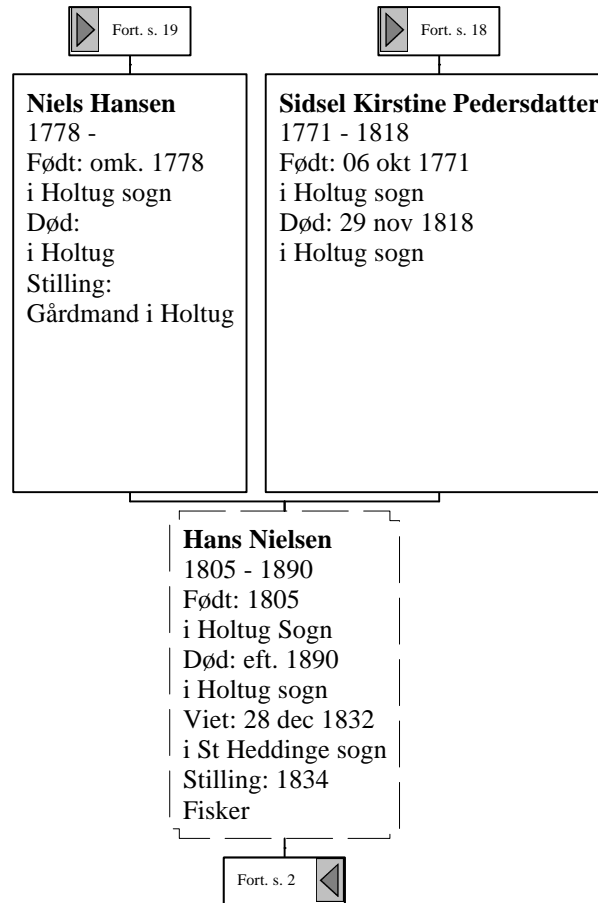 Fort. s. 19
Fort. s. 18
Niels Hansen
1778 -
Født: omk. 1778
i Holtug sogn
Død:
i Holtug
Stilling:
Gårdmand i Holtug
Sidsel Kirstine Pedersdatter
1771 - 1818
Født: 06 okt 1771
i Holtug sogn
Død: 29 nov 1818
i Holtug sogn
Hans Nielsen
1805 - 1890
Født: 1805
i Holtug Sogn
Død: eft. 1890
i Holtug sogn
Viet: 28 dec 1832
i St Heddinge sogn
Stilling: 1834
Fisker
Fort. s. 2